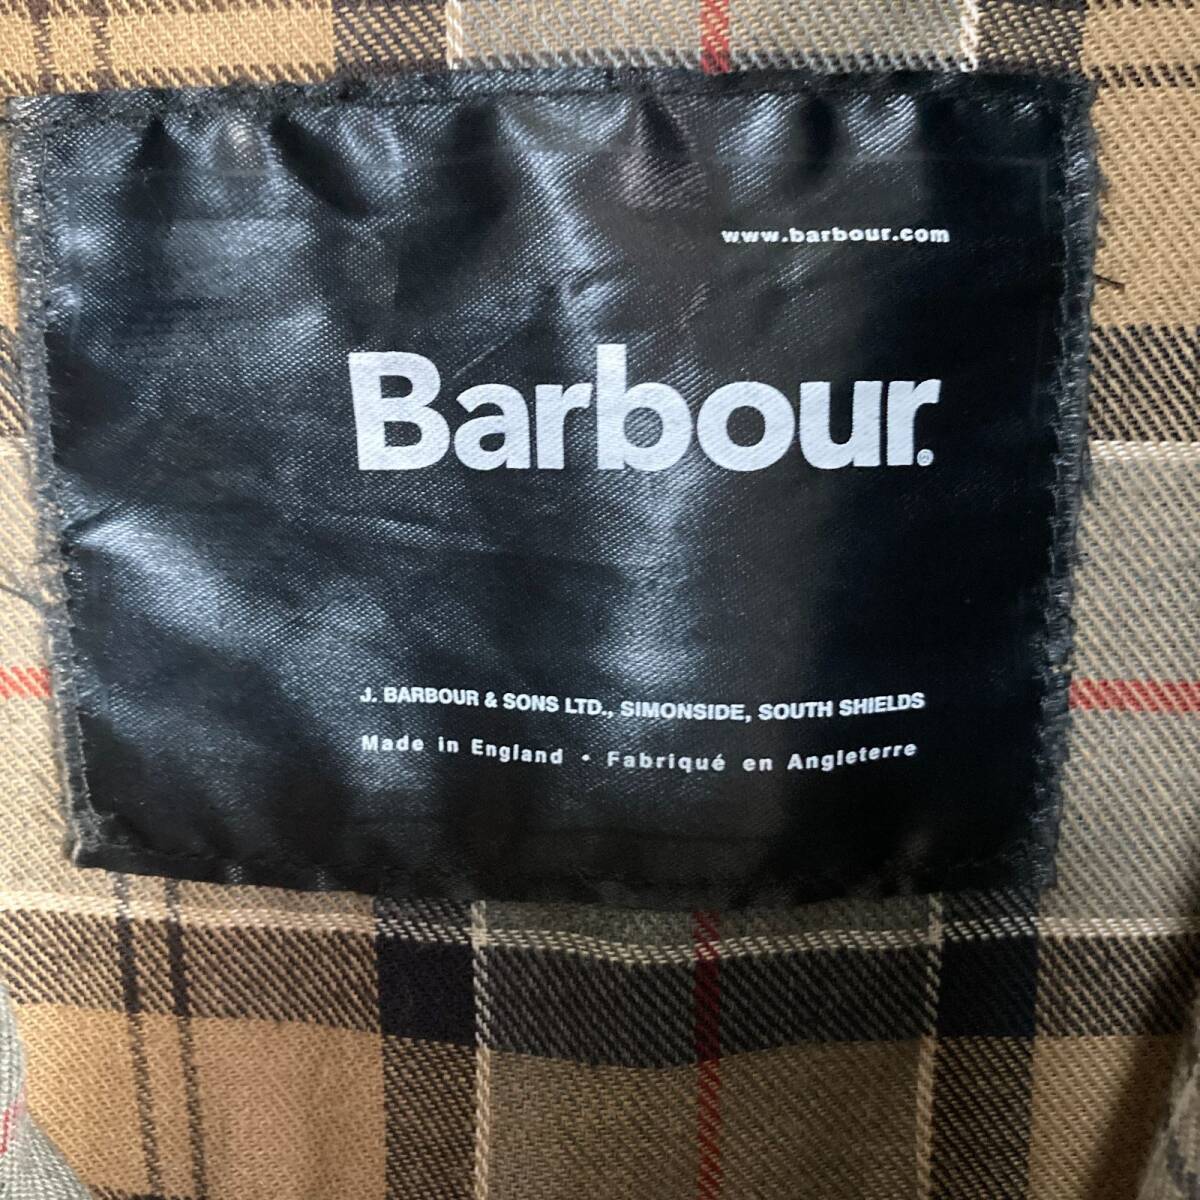 www.barbour.com
Barbour®
J. BARBOUR & SONS LTD., SIMONSIDE, SOUTH SHIELDS
Made in England • Fabriqué en Angleterre